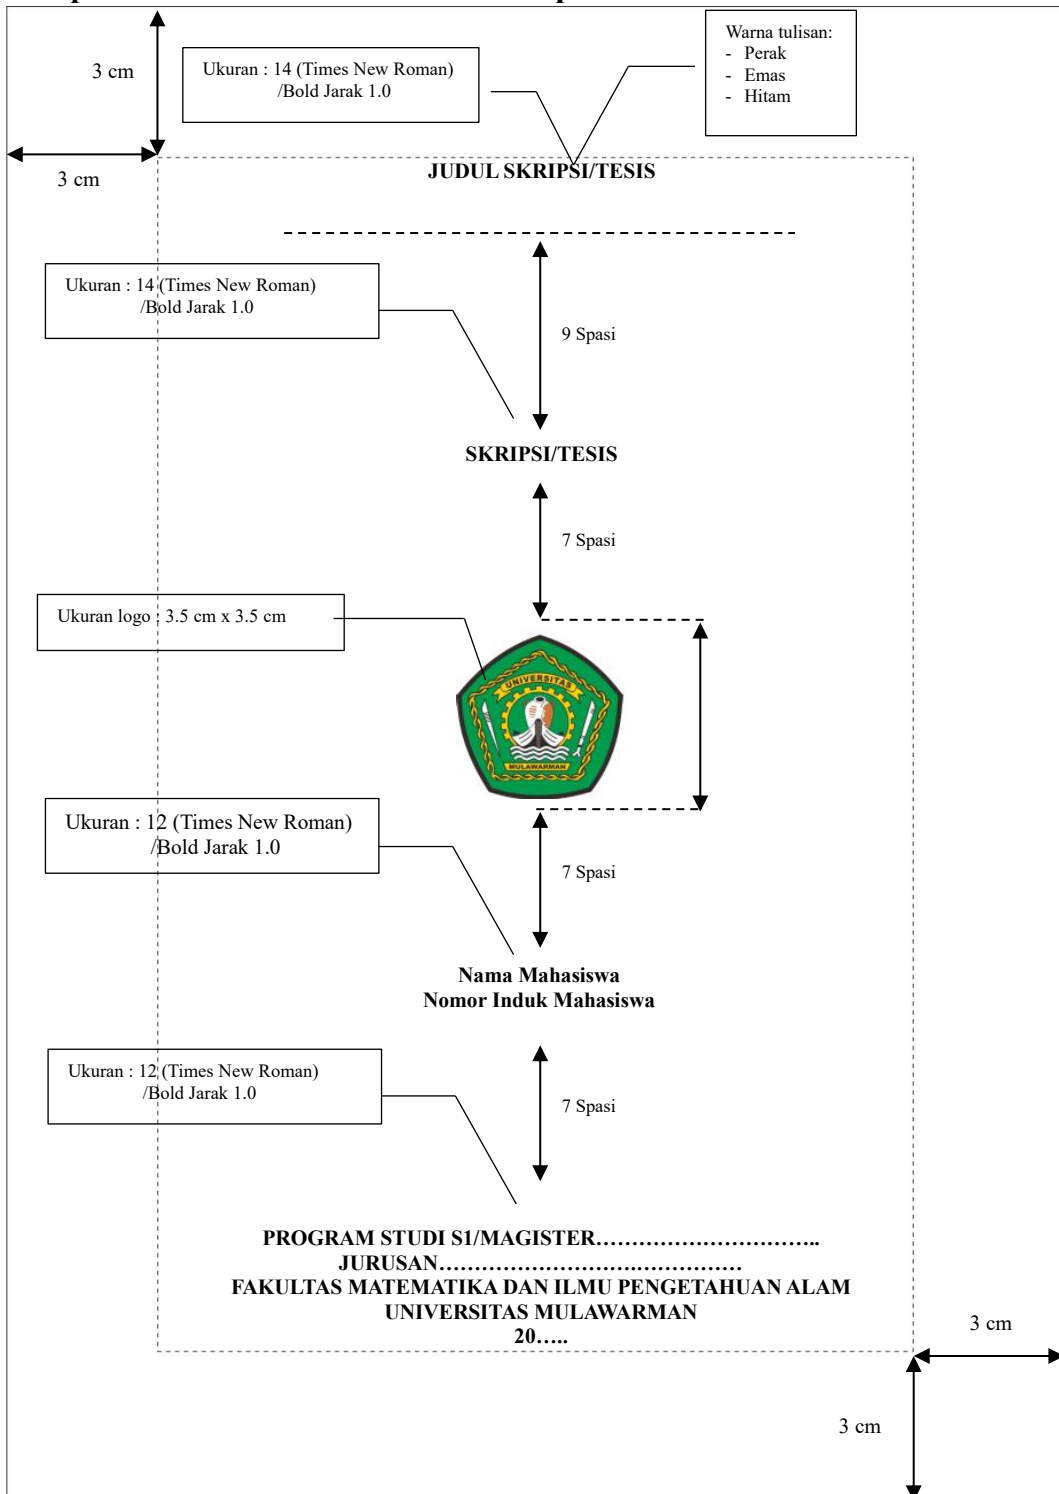 3 cm
Ukuran : 14 (Times New Roman)
/Bold Jarak 1.0
Warna tulisan:
- Perak
- Emas
- Hitam
3 cm
JUDUL SKRIPSI/TESIS
Ukuran : 14 (Times New Roman)
/Bold Jarak 1.0
9 Spasi
SKRIPSI/TESIS
7 Spasi
Ukuran logo : 3.5 cm x 3.5 cm
UNIVERSITAS
MULAWARMAN
Ukuran : 12 (Times New Roman)
/Bold Jarak 1.0
7 Spasi
Nama Mahasiswa
Nomor Induk Mahasiswa
Ukuran : 12 (Times New Roman)
/Bold Jarak 1.0
7 Spasi
PROGRAM STUDI S1/MAGISTER…………………………..
JURUSAN…………………….…………
FAKULTAS MATEMATIKA DAN ILMU PENGETAHUAN ALAM
UNIVERSITAS MULAWARMAN
20…..
3 cm
3 cm